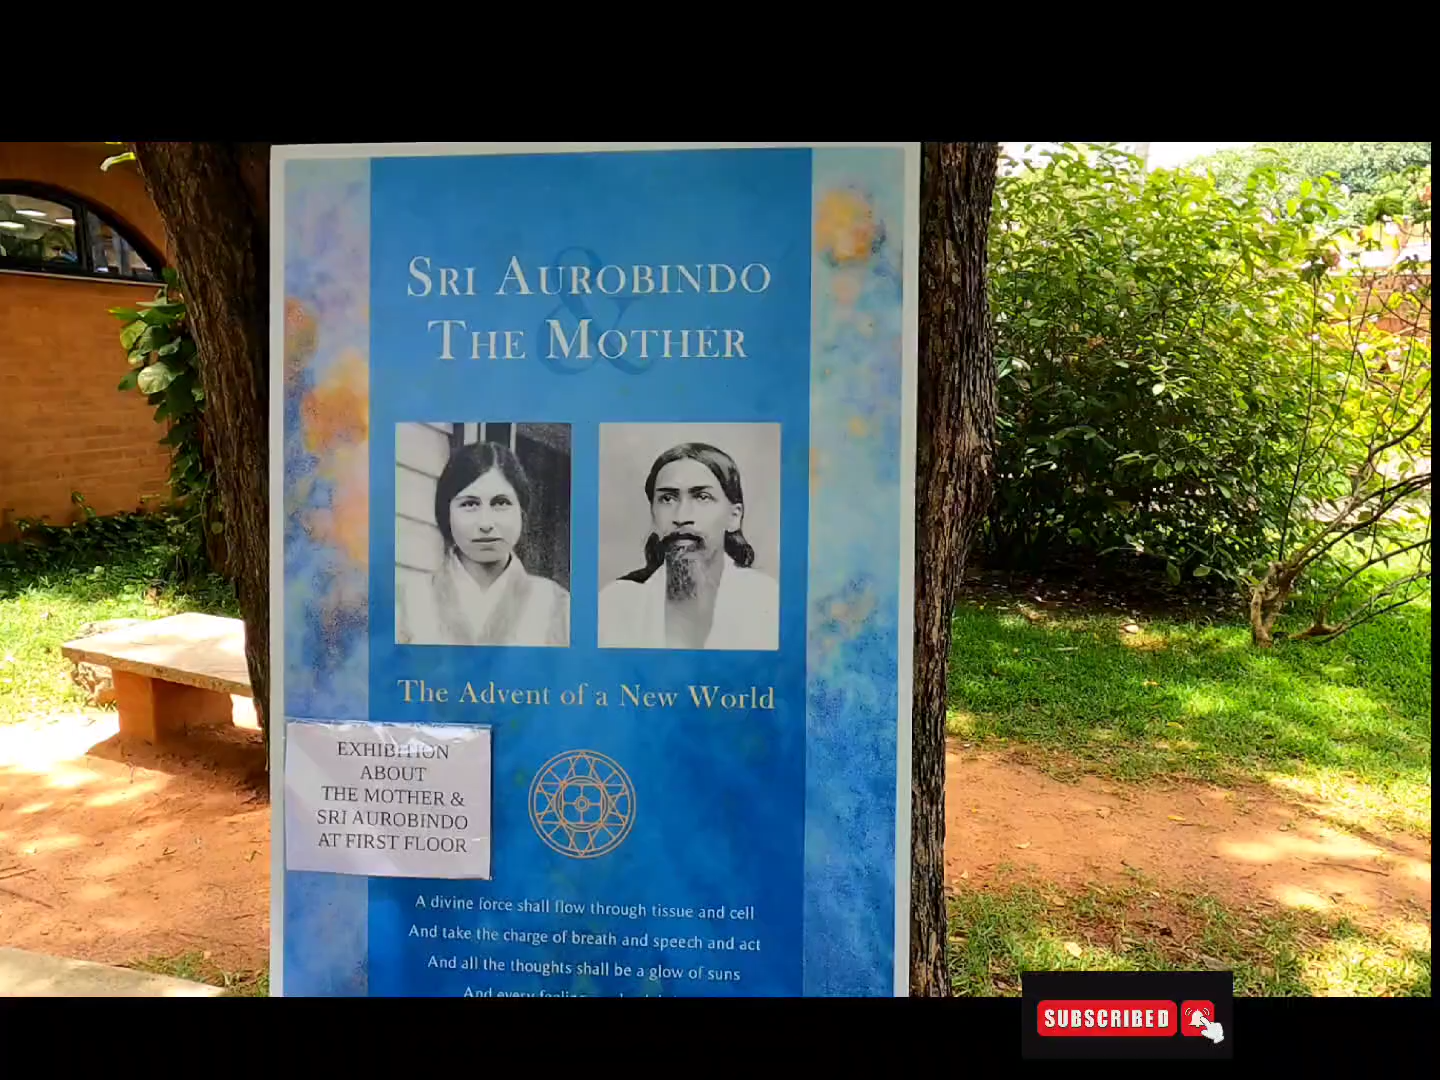 SRI AUROBINDO
&
THE MOTHER
The Advent of a New World
EXHIBITION
ABOUT
THE MOTHER &
SRI AUROBINDO
AT FIRST FLOOR
A divine force shall flow through tissue and cell
And take the charge of breath and speech and act
And all the thoughts shall be a glow of suns
And every
SUBSCRIBED